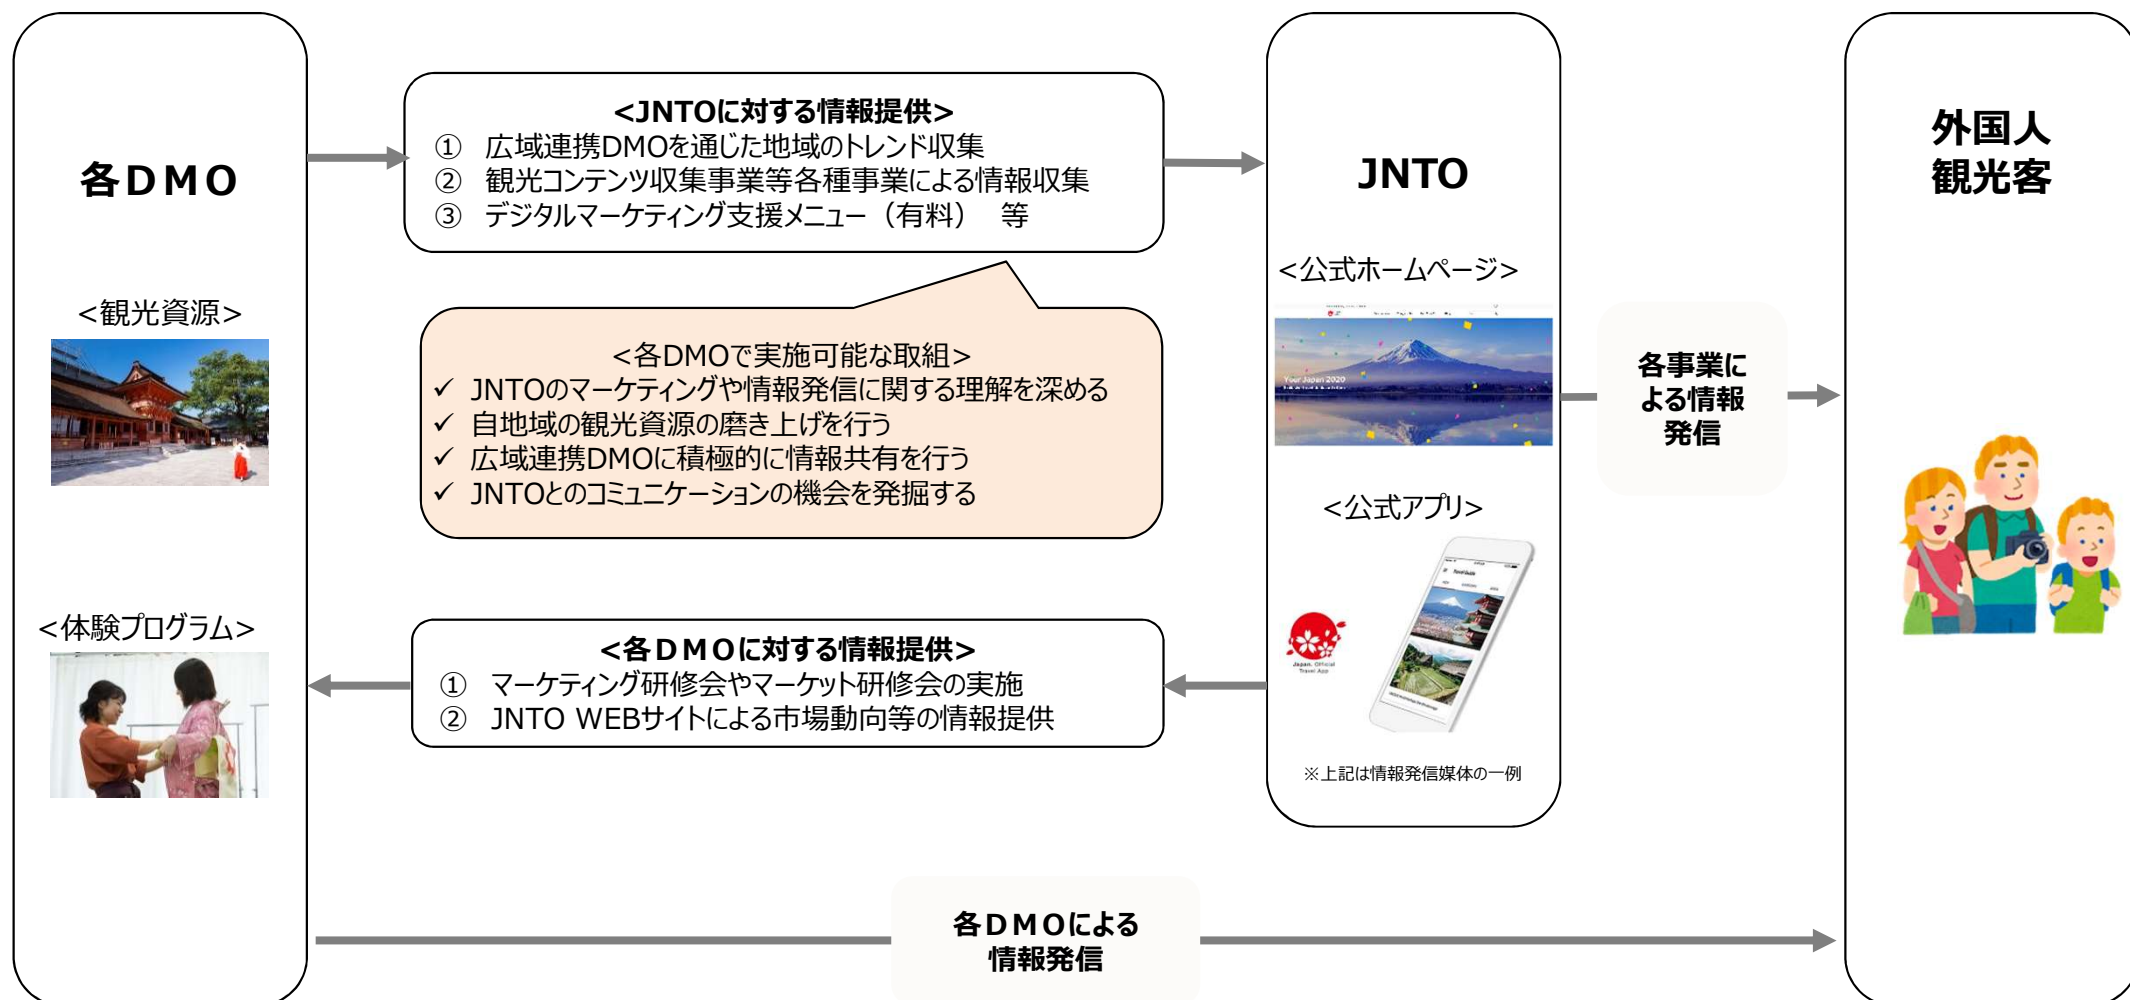 各ＤＭＯ
<観光資源>
<体験プログラム>
<JNTOに対する情報提供>
① 広域連携DMOを通じた地域のトレンド収集
② 観光コンテンツ収集事業等各種事業による情報収集
③ デジタルマーケティング支援メニュー（有料）　等
<各DMOで実施可能な取組>
✓ JNTOのマーケティングや情報発信に関する理解を深める
✓ 自地域の観光資源の磨き上げを行う
✓ 広域連携DMOに積極的に情報共有を行う
✓ JNTOとのコミュニケーションの機会を発掘する
<各ＤＭＯに対する情報提供>
① マーケティング研修会やマーケット研修会の実施
② JNTO WEBサイトによる市場動向等の情報提供
JNTO
<公式ホームページ>
Your Japan 2020
<公式アプリ>
Travel Guide
Japan. Official
Travel App
※上記は情報発信媒体の一例
各事業に
よる情報
発信
外国人
観光客
各ＤＭＯによる
情報発信